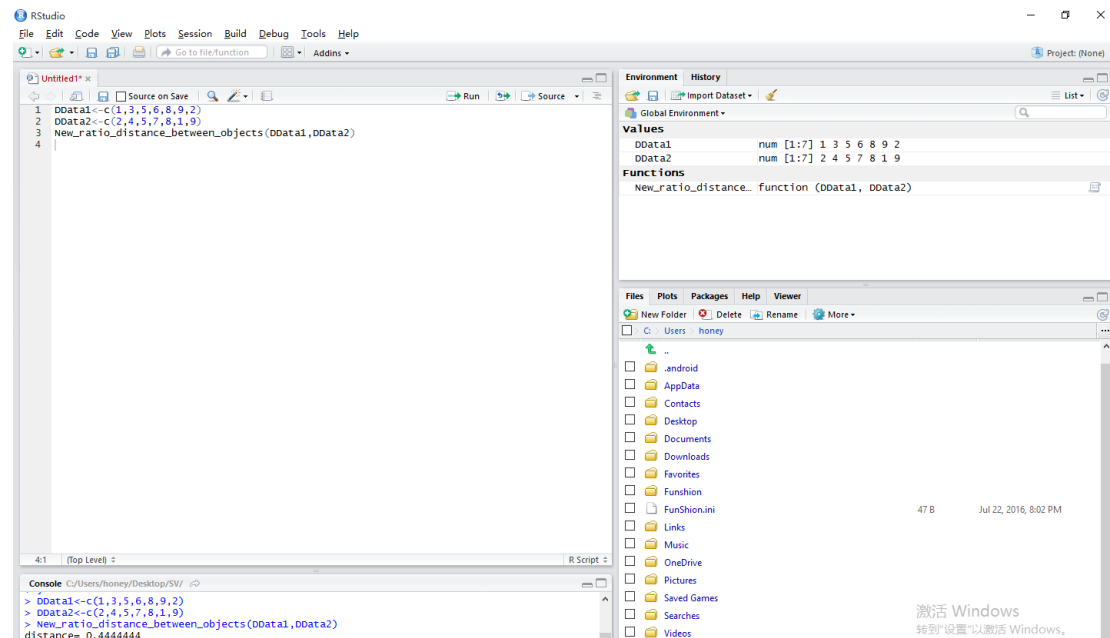 RStudio
File Edit Code View Plots Session Build Debug Tools Help
Go to file/function Addins Project: (None)
Untitled1*
Source on Save Run Source
1 DData1<-c(1,3,5,6,8,9,2)
2 DData2<-c(2,4,5,7,8,1,9)
3 New_ratio_distance_between_objects(DData1,DData2)
4
4:1 (Top Level) R Script
Console C:/Users/honey/Desktop/SV/
> DData1<-c(1,3,5,6,8,9,2)
> DData2<-c(2,4,5,7,8,1,9)
> New_ratio_distance_between_objects(DData1,DData2)
distance= 0.4444444
Environment History
Import Dataset List
Global Environment
Values
DData1 num [1:7] 1 3 5 6 8 9 2
DData2 num [1:7] 2 4 5 7 8 1 9
Functions
New_ratio_distance… function (DData1, DData2)
Files Plots Packages Help Viewer
New Folder Delete Rename More
C: Users honey ...
..
.android
AppData
Contacts
Desktop
Documents
Downloads
Favorites
Funshion
FunShion.ini 47 B Jul 22, 2016, 8:02 PM
Links
Music
OneDrive
Pictures
Saved Games
Searches
Videos
激活 Windows
转到"设置"以激活 Windows。